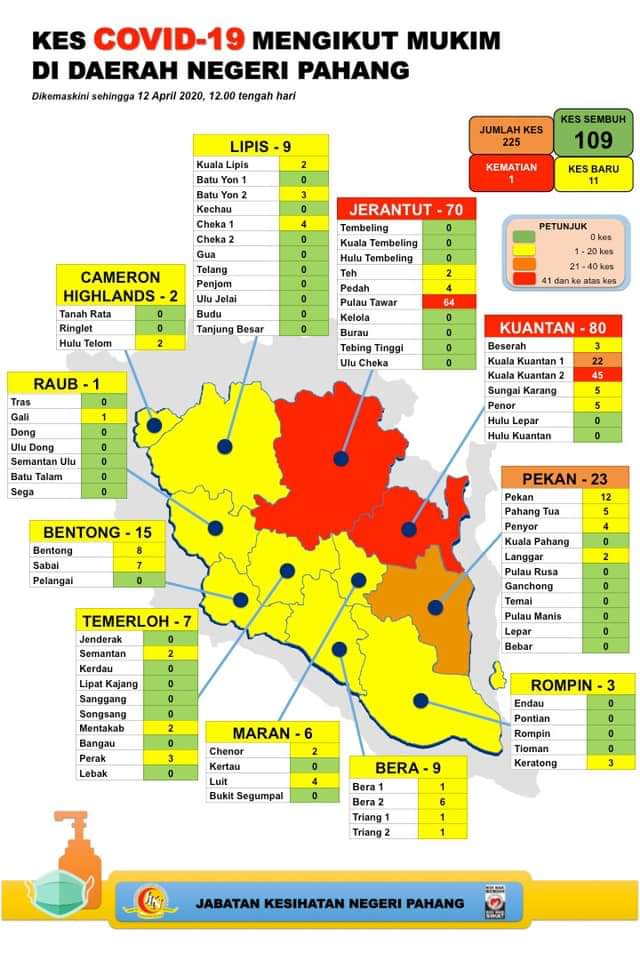 KES COVID-19 MENGIKUT MUKIM
DI DAERAH NEGERI PAHANG
Dikemaskini sehingga 12 April 2020, 12.00 tengah hari
JUMLAH KES
225
KES SEMBUH
109
KEMATIAN
1
KES BARU
11
PETUNJUK
0 kes
1 - 20 kes
21 - 40 kes
41 dan ke atas kes
LIPIS - 9
Kuala Lipis 2
Batu Yon 1 0
Batu Yon 2 3
Kechau 0
Cheka 1 4
Cheka 2 0
Gua 0
Telang 0
Penjom 0
Ulu Jelai 0
Budu 0
Tanjung Besar 0
JERANTUT - 70
Tembeling 0
Kuala Tembeling 0
Hulu Tembeling 0
Teh 2
Pedah 4
Pulau Tawar 64
Kelola 0
Burau 0
Tebing Tinggi 0
Ulu Cheka 0
CAMERON
HIGHLANDS - 2
Tanah Rata 0
Ringlet 0
Hulu Telom 2
KUANTAN - 80
Beserah 3
Kuala Kuantan 1 22
Kuala Kuantan 2 45
Sungai Karang 5
Penor 5
Hulu Lepar 0
Hulu Kuantan 0
RAUB - 1
Tras 0
Gali 1
Dong 0
Ulu Dong 0
Semantan Ulu 0
Batu Talam 0
Sega 0
PEKAN - 23
Pekan 12
Pahang Tua 5
Penyor 4
Kuala Pahang 0
Langgar 2
Pulau Rusa 0
Ganchong 0
Temai 0
Pulau Manis 0
Lepar 0
Bebar 0
BENTONG - 15
Bentong 8
Sabai 7
Pelangai 0
TEMERLOH - 7
Jenderak 0
Semantan 2
Kerdau 0
Lipat Kajang 0
Sanggang 0
Songsang 0
Mentakab 2
Bangau 0
Perak 3
Lebak 0
ROMPIN - 3
Endau 0
Pontian 0
Rompin 0
Tioman 0
Keratong 3
MARAN - 6
Chenor 2
Kertau 0
Luit 4
Bukit Segumpal 0
BERA - 9
Bera 1 1
Bera 2 6
Triang 1 1
Triang 2 1
JABATAN KESIHATAN NEGERI PAHANG